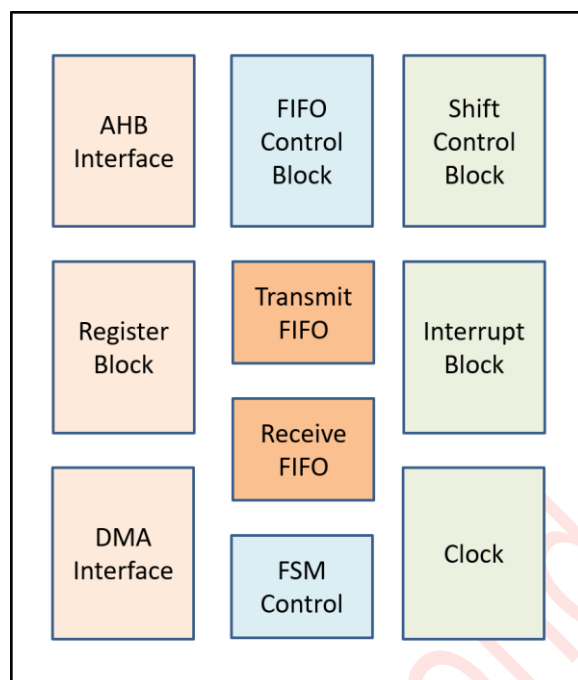 AHB
Interface
FIFO
Control
Block
Shift
Control
Block
Register
Block
Transmit
FIFO
Interrupt
Block
Receive
FIFO
DMA
Interface
FSM
Control
Clock